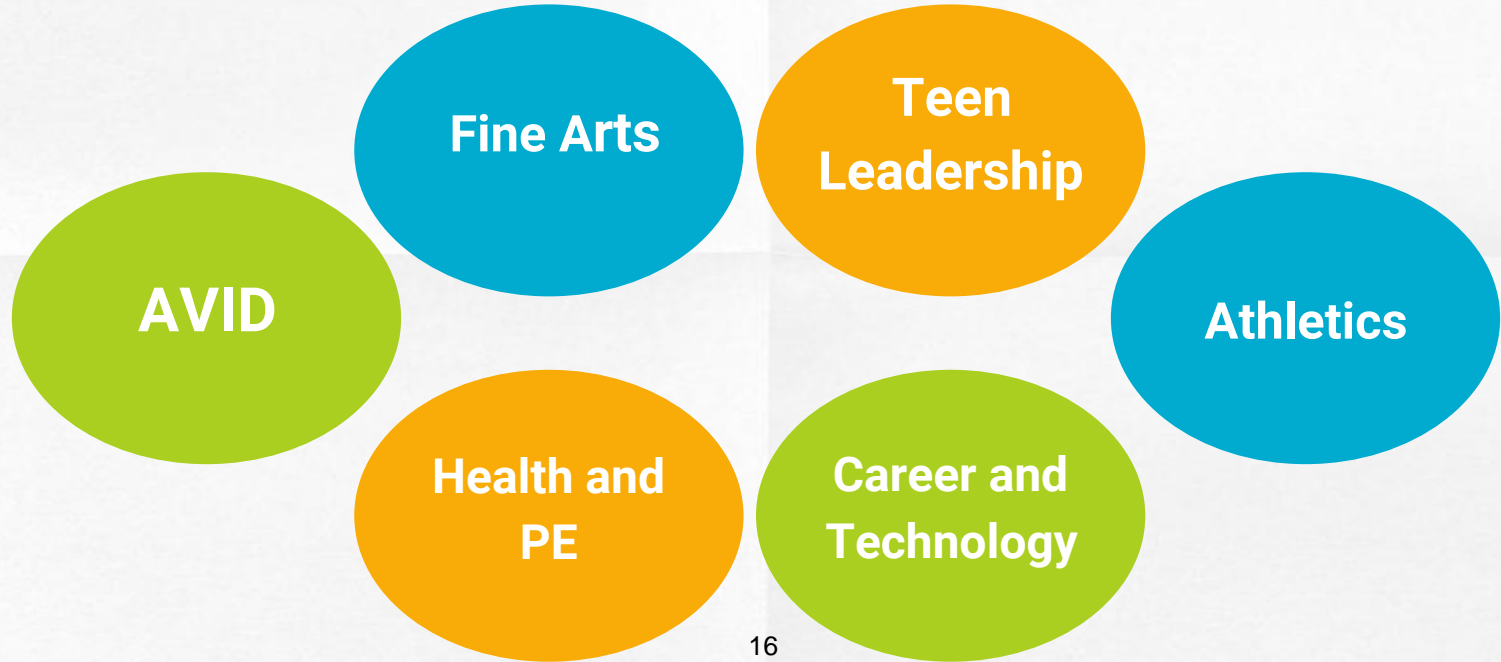 Fine Arts
Teen
Leadership
AVID
Athletics
Health and
PE
Career and
Technology
16